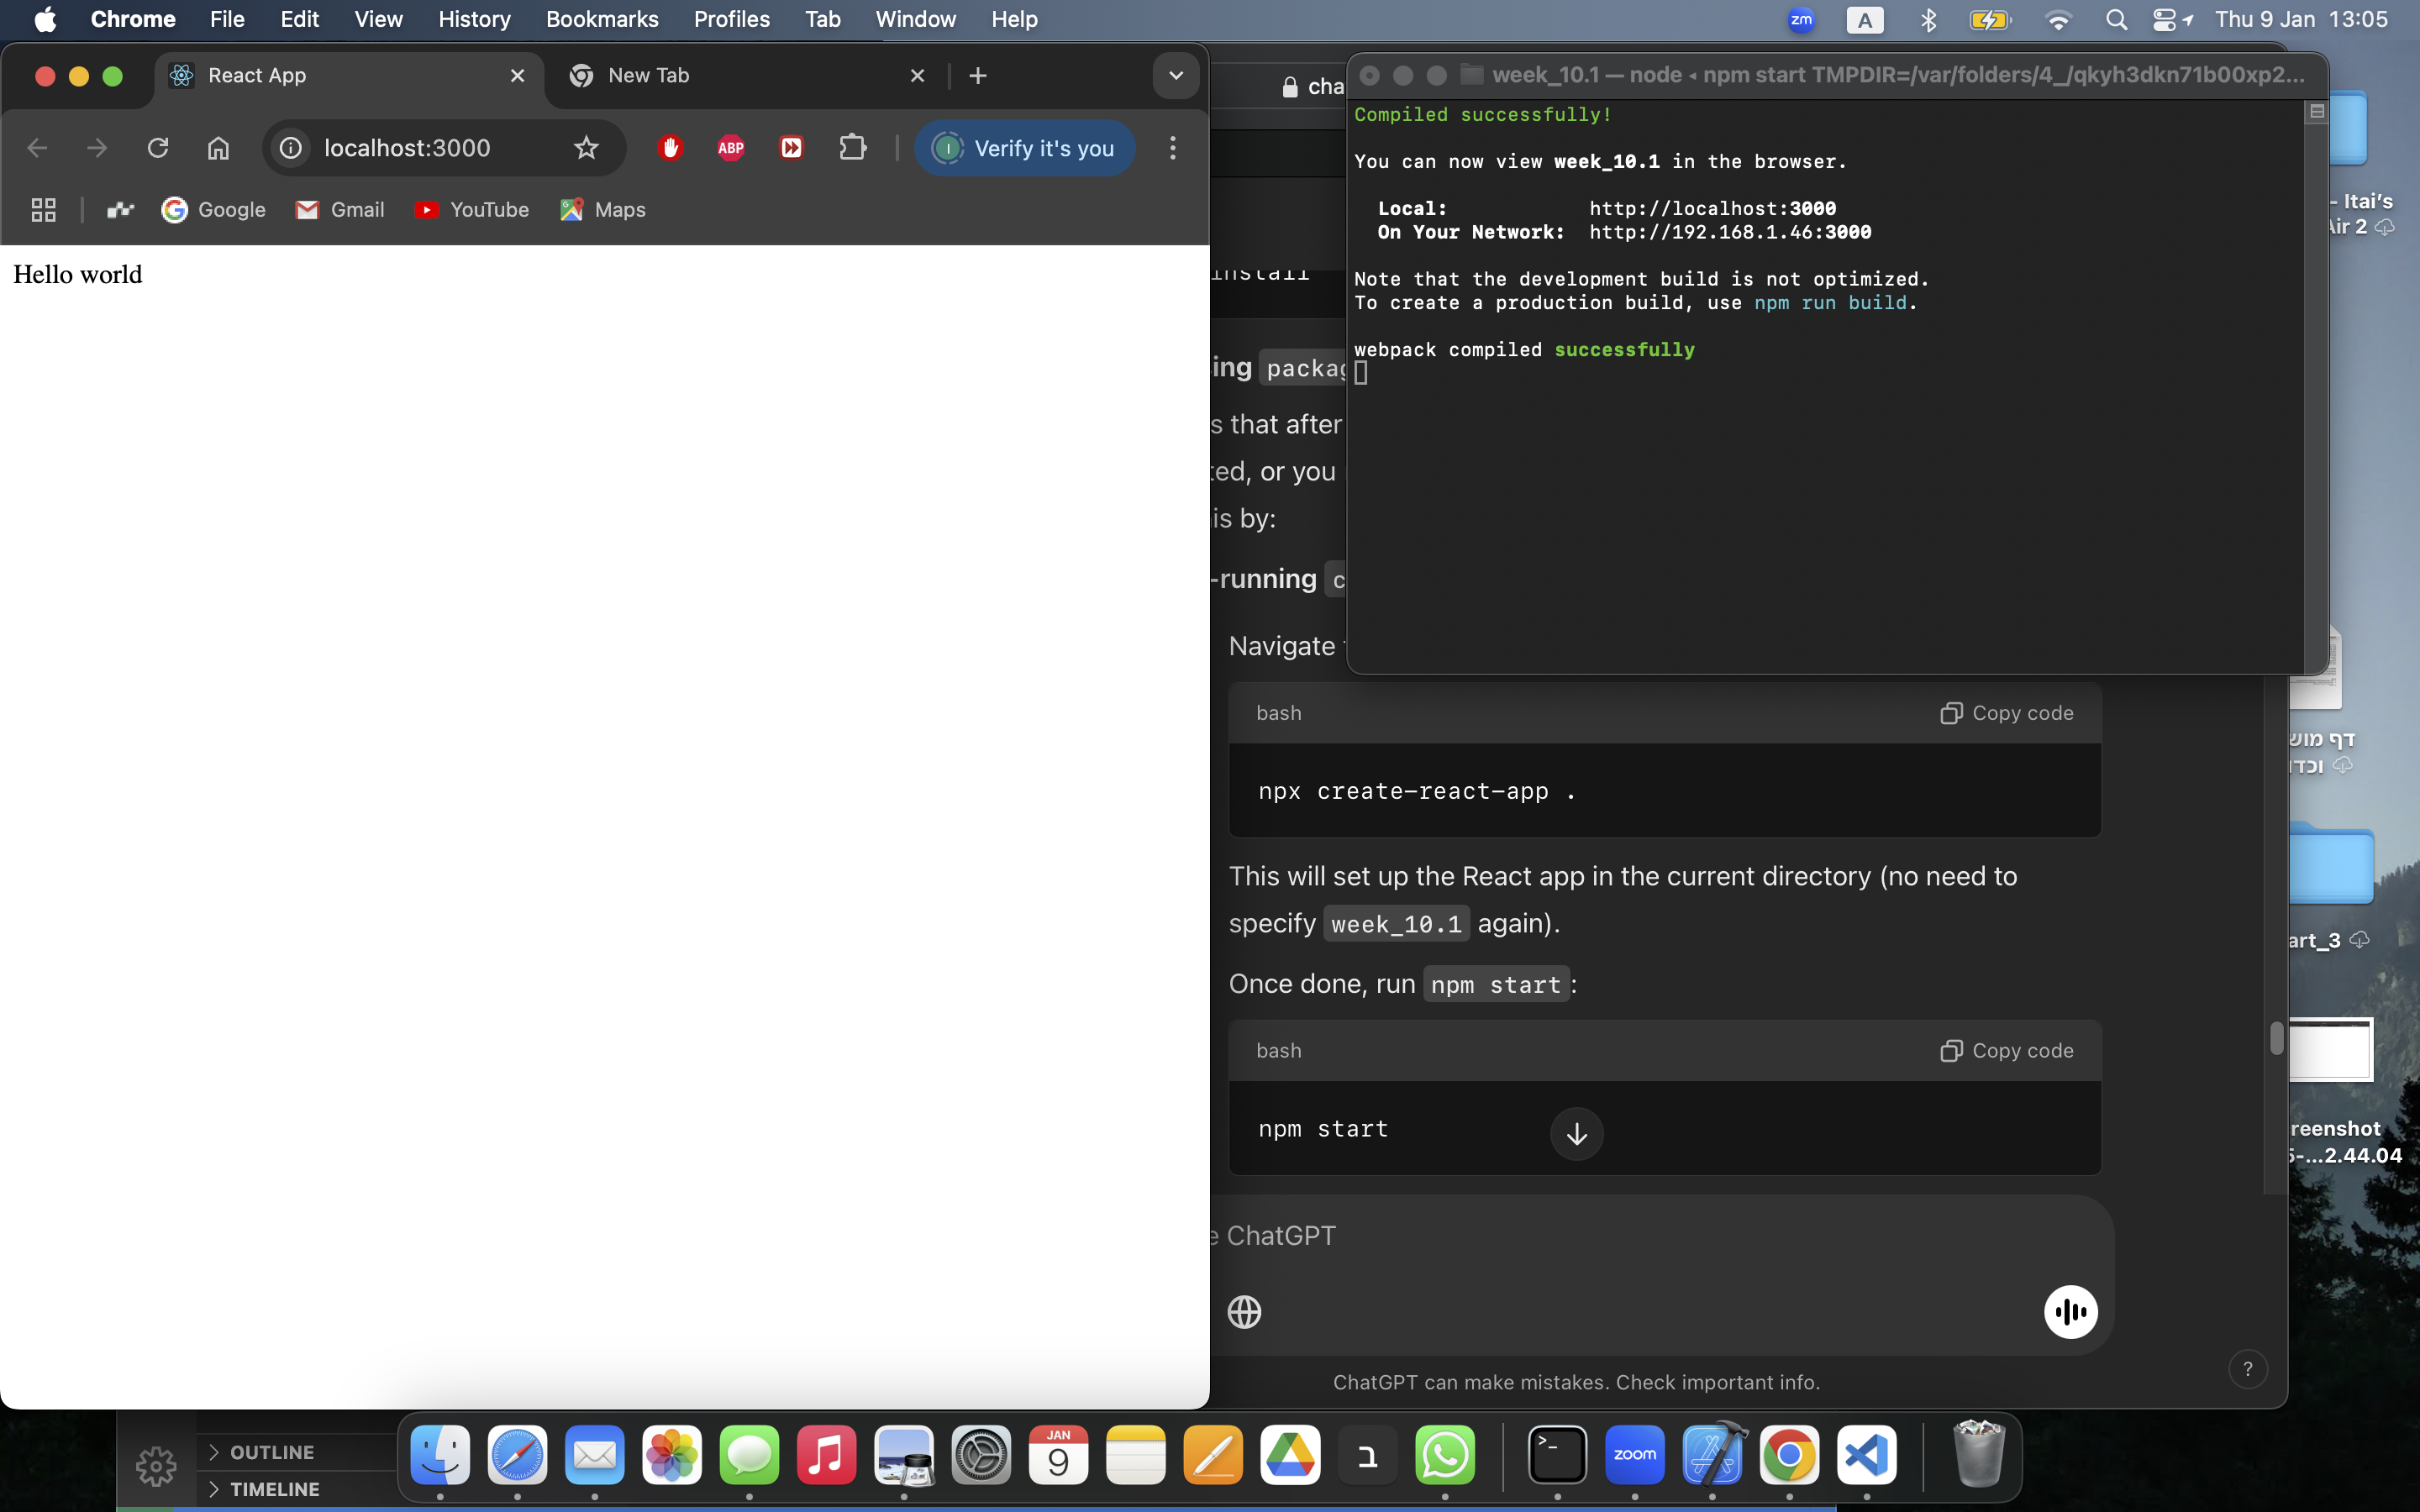 Chrome File Edit View History Bookmarks Profiles Tab Window Help
zm A Thu 9 Jan 13:05
React App
New Tab
localhost:3000
ABP
I Verify it's you
Google Gmail YouTube Maps
Hello world
week_10.1 — node ◂ npm start TMPDIR=/var/folders/4_/qkyh3dkn71b00xp2...
Compiled successfully!
You can now view week_10.1 in the browser.
Local: http://localhost:3000
On Your Network: http://192.168.1.46:3000
Note that the development build is not optimized.
To create a production build, use npm run build.
webpack compiled successfully
cha
install
ing packag
s that after
ted, or you
is by:
-running c
Navigate
bash
Copy code
npx create-react-app .
This will set up the React app in the current directory (no need to
specify week_10.1 again).
Once done, run npm start:
bash
Copy code
npm start
e ChatGPT
ChatGPT can make mistakes. Check important info.
?
- Itai's
Air 2
דף מוש
וכדו
art_3
reenshot
5-...2.44.04
OUTLINE
TIMELINE
JAN
9
ב
>_
zoom